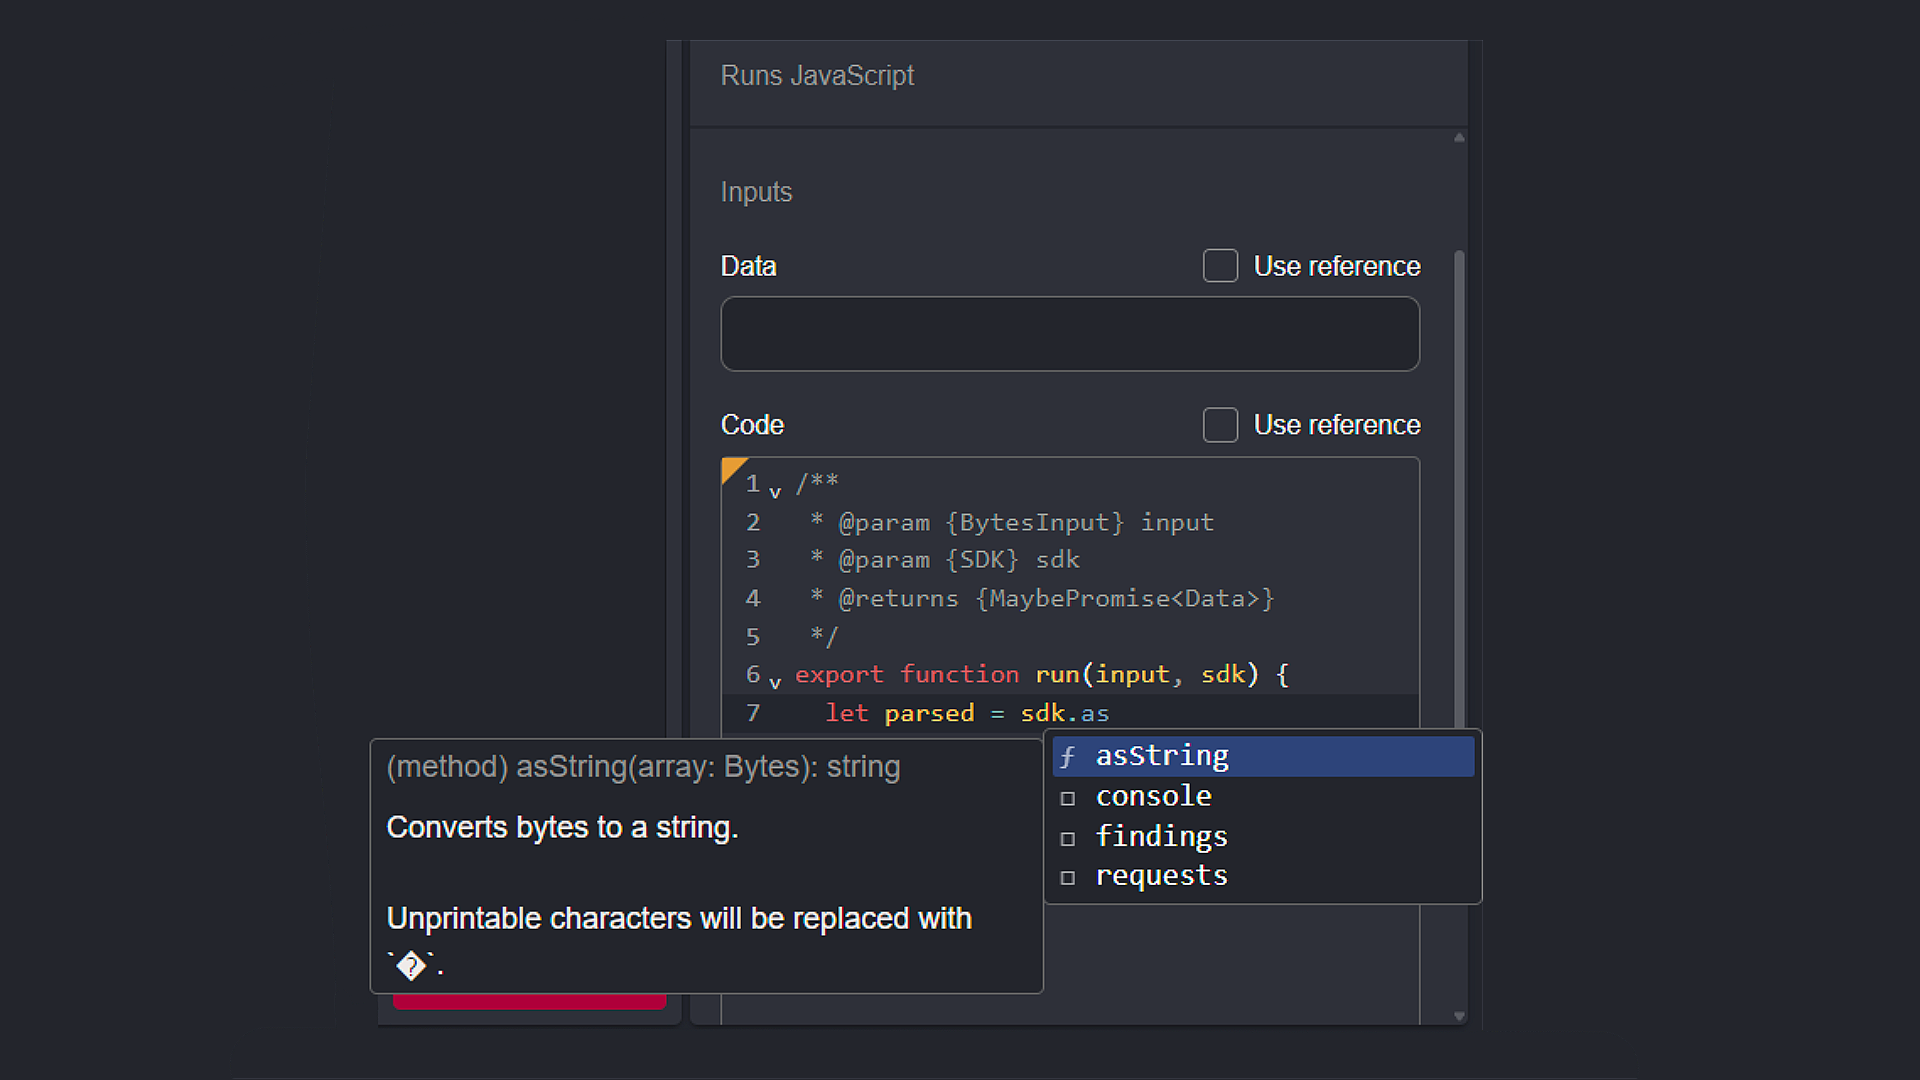 Runs JavaScript
Inputs
Data
Use reference
Code
Use reference
1 /**
2  * @param {BytesInput} input
3  * @param {SDK} sdk
4  * @returns {MaybePromise<Data>}
5  */
6 export function run(input, sdk) {
7   let parsed = sdk.as
asString
console
findings
requests
(method) asString(array: Bytes): string
Converts bytes to a string.
Unprintable characters will be replaced with
`�`.